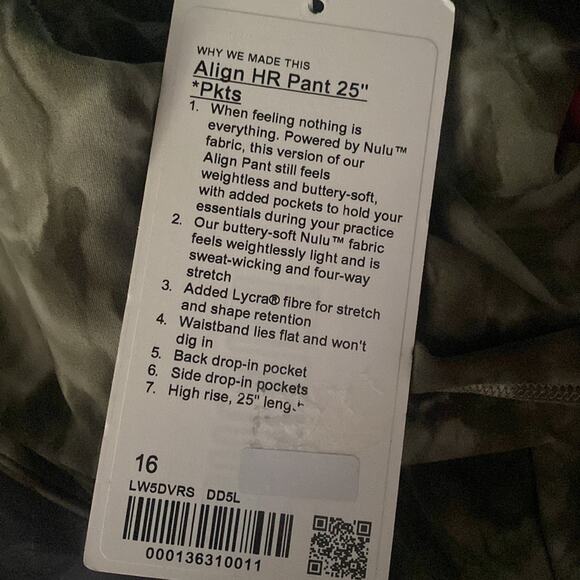 WHY WE MADE THIS
Align HR Pant 25"
*Pkts
1. When feeling nothing is
everything. Powered by Nulu™
fabric, this version of our
Align Pant still feels
weightless and buttery-soft,
with added pockets to hold your
essentials during your practice
2. Our buttery-soft Nulu™ fabric
feels weightlessly light and is
sweat-wicking and four-way
stretch
3. Added Lycra® fibre for stretch
and shape retention
4. Waistband lies flat and won't
dig in
5. Back drop-in pocket
6. Side drop-in pockets
7. High rise, 25"
16
LW5DVRS DD5L
000136310011